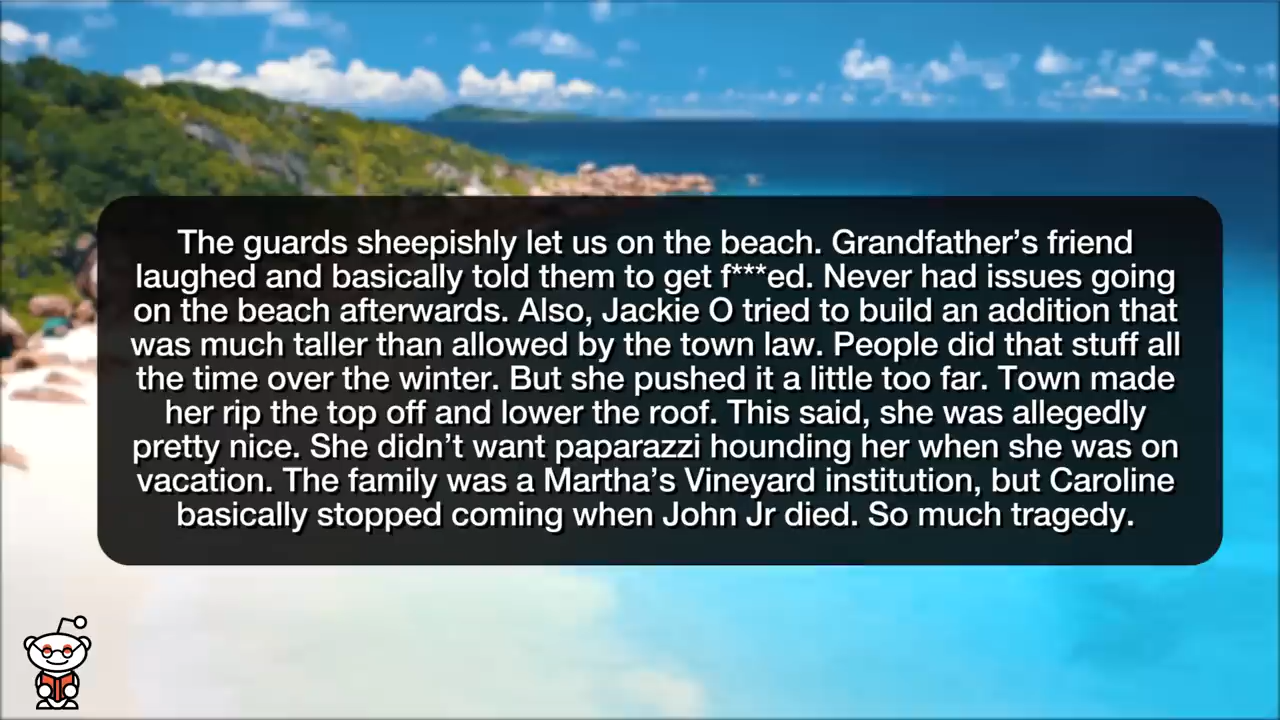 The guards sheepishly let us on the beach. Grandfather’s friend
laughed and basically told them to get f***ed. Never had issues going
on the beach afterwards. Also, Jackie O tried to build an addition that
was much taller than allowed by the town law. People did that stuff all
the time over the winter. But she pushed it a little too far. Town made
her rip the top off and lower the roof. This said, she was allegedly
pretty nice. She didn’t want paparazzi hounding her when she was on
vacation. The family was a Martha’s Vineyard institution, but Caroline
basically stopped coming when John Jr died. So much tragedy.